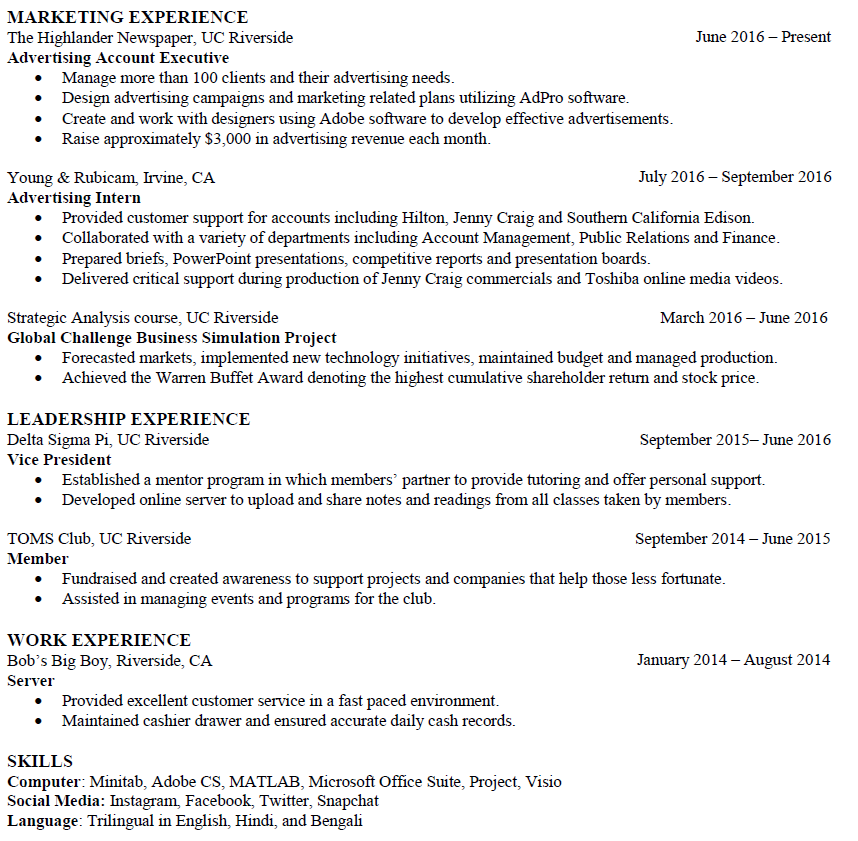 MARKETING EXPERIENCE
The Highlander Newspaper, UC Riverside June 2016 – Present
Advertising Account Executive
• Manage more than 100 clients and their advertising needs.
• Design advertising campaigns and marketing related plans utilizing AdPro software.
• Create and work with designers using Adobe software to develop effective advertisements.
• Raise approximately $3,000 in advertising revenue each month.
Young & Rubicam, Irvine, CA July 2016 – September 2016
Advertising Intern
• Provided customer support for accounts including Hilton, Jenny Craig and Southern California Edison.
• Collaborated with a variety of departments including Account Management, Public Relations and Finance.
• Prepared briefs, PowerPoint presentations, competitive reports and presentation boards.
• Delivered critical support during production of Jenny Craig commercials and Toshiba online media videos.
Strategic Analysis course, UC Riverside March 2016 – June 2016
Global Challenge Business Simulation Project
• Forecasted markets, implemented new technology initiatives, maintained budget and managed production.
• Achieved the Warren Buffet Award denoting the highest cumulative shareholder return and stock price.
LEADERSHIP EXPERIENCE
Delta Sigma Pi, UC Riverside September 2015– June 2016
Vice President
• Established a mentor program in which members’ partner to provide tutoring and offer personal support.
• Developed online server to upload and share notes and readings from all classes taken by members.
TOMS Club, UC Riverside September 2014 – June 2015
Member
• Fundraised and created awareness to support projects and companies that help those less fortunate.
• Assisted in managing events and programs for the club.
WORK EXPERIENCE
Bob’s Big Boy, Riverside, CA January 2014 – August 2014
Server
• Provided excellent customer service in a fast paced environment.
• Maintained cashier drawer and ensured accurate daily cash records.
SKILLS
Computer: Minitab, Adobe CS, MATLAB, Microsoft Office Suite, Project, Visio
Social Media: Instagram, Facebook, Twitter, Snapchat
Language: Trilingual in English, Hindi, and Bengali